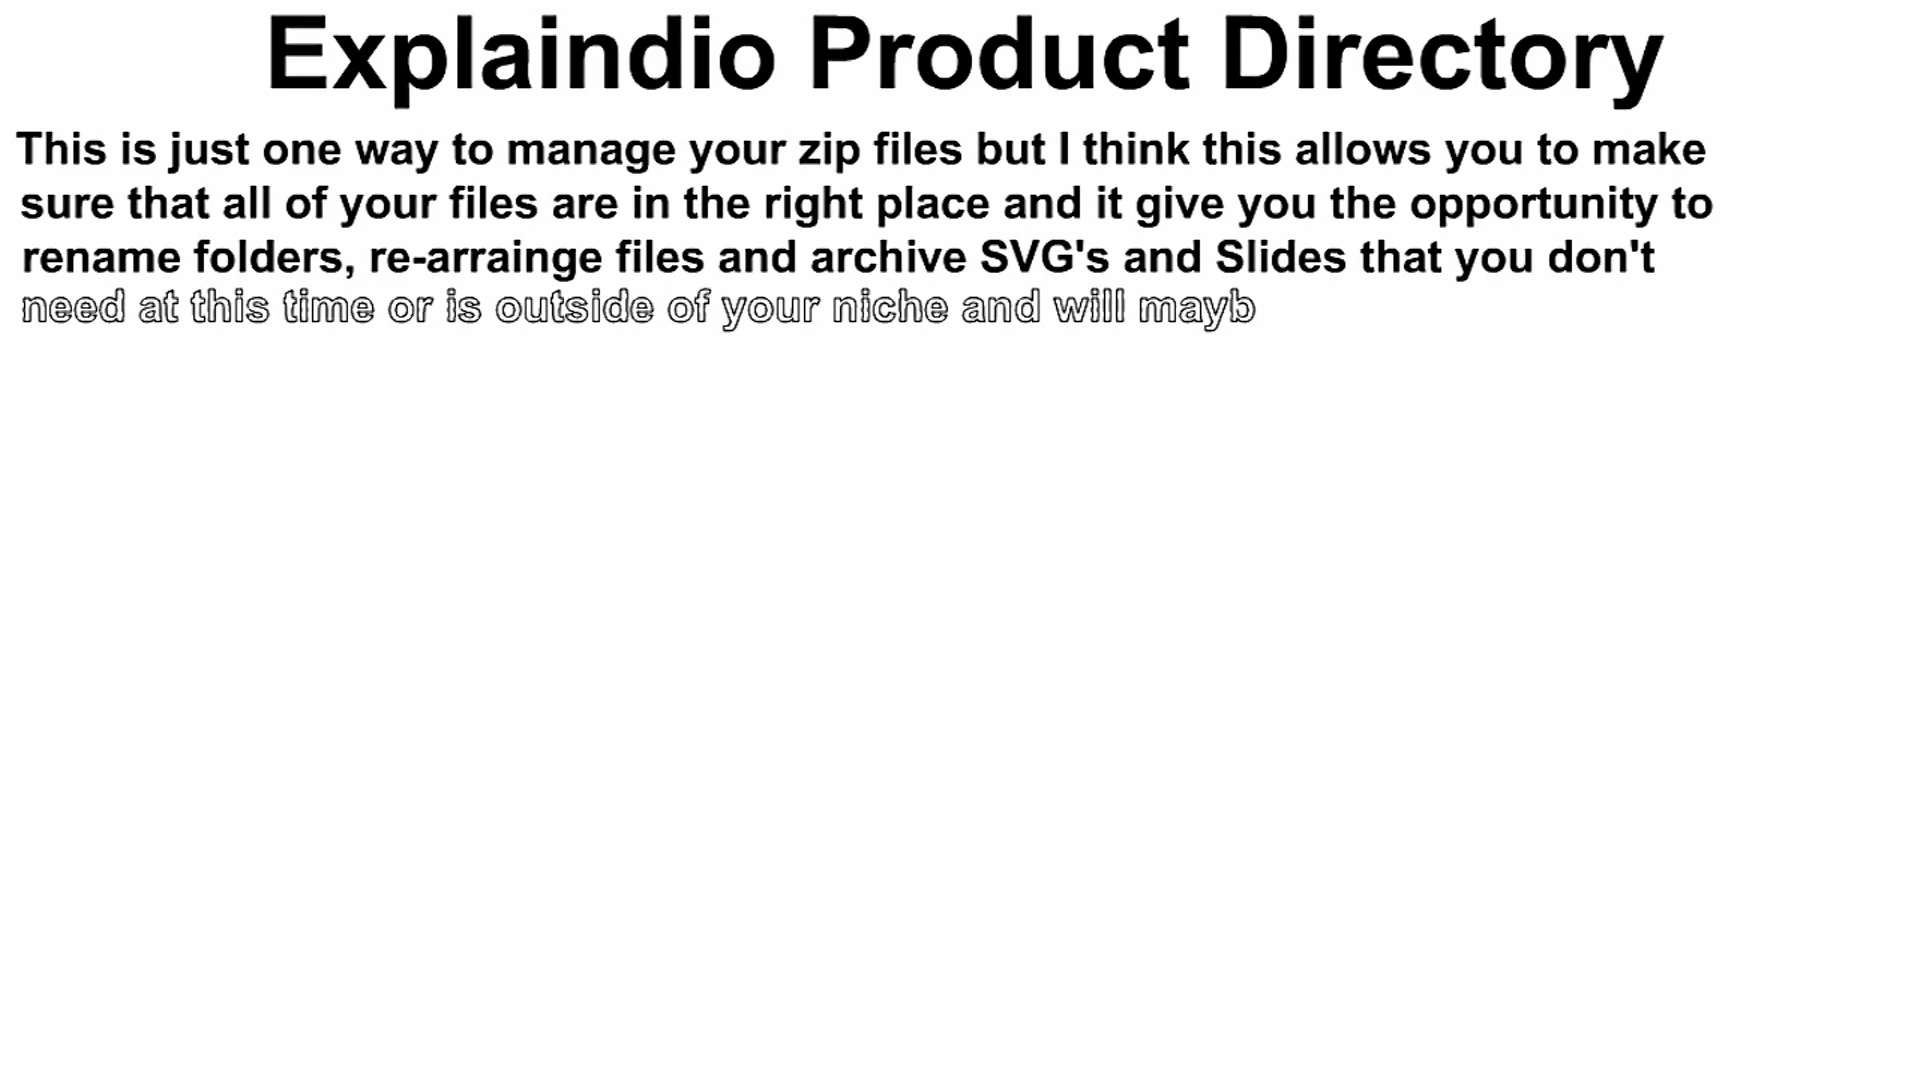 Explaindio Product Directory
This is just one way to manage your zip files but I think this allows you to make
sure that all of your files are in the right place and it give you the opportunity to
rename folders, re-arrainge files and archive SVG's and Slides that you don't
need at this time or is outside of your niche and will mayb